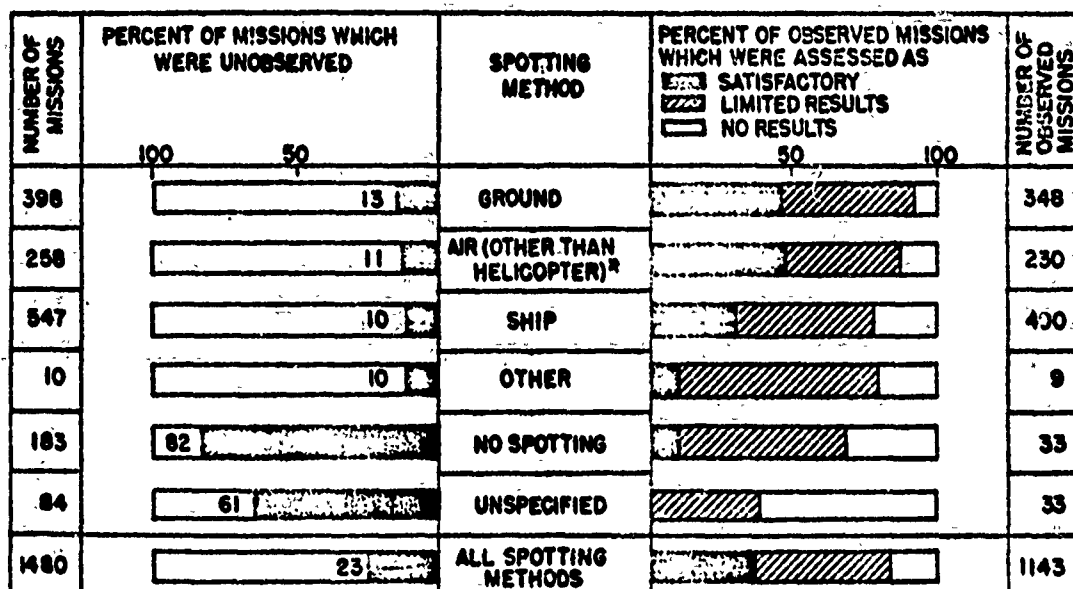 NUMBER OF
MISSIONS
PERCENT OF MISSIONS WHICH
WERE UNOBSERVED
SPOTTING
METHOD
PERCENT OF OBSERVED MISSIONS
WHICH WERE ASSESSED AS
SATISFACTORY
LIMITED RESULTS
NO RESULTS
NUMBER OF
OBSERVED
MISSIONS
100 50
50 100
398 13 GROUND 348
258 11 AIR (OTHER THAN
HELICOPTER)* 230
547 10 SHIP 490
10 10 OTHER 9
183 82 NO SPOTTING 33
84 61 UNSPECIFIED 33
1480 23 ALL SPOTTING
METHODS 1143